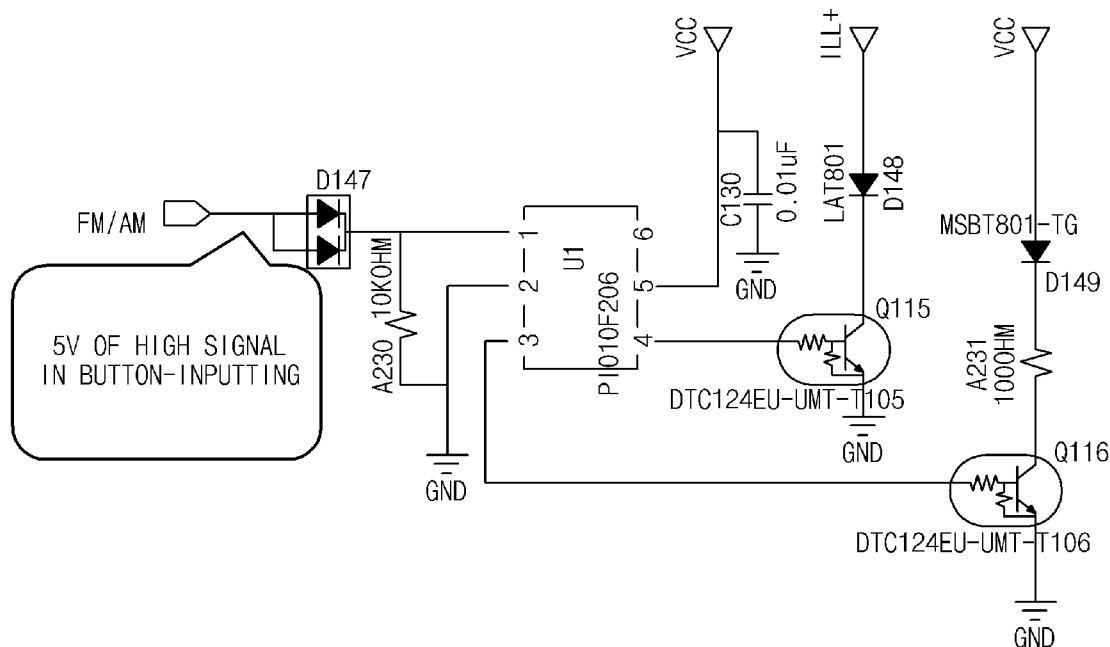 VCC
ILL+
VCC
D147
FM/AM
5V OF HIGH SIGNAL
IN BUTTON-INPUTTING
A230 10KOHM
GND
U1
PIO10F206
1
2
3
6
5
4
C130
0.01uF
GND
LAT801
D148
Q115
DTC124EU-UMT-T105
GND
MSBT801-TG
D149
A231
100OHM
Q116
DTC124EU-UMT-T106
GND